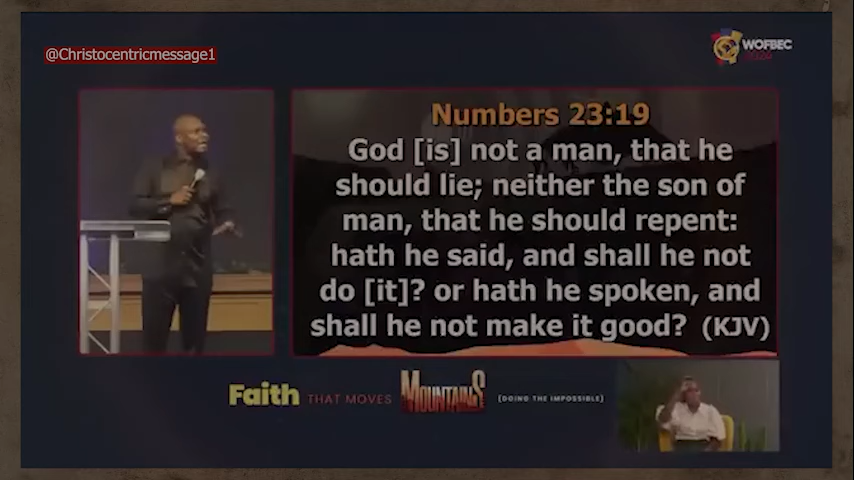 @Christocentricmessage1
WOFBEC
2024
Numbers 23:19
God [is] not a man, that he
should lie; neither the son of
man, that he should repent:
hath he said, and shall he not
do [it]? or hath he spoken, and
shall he not make it good? (KJV)
Faith THAT MOVES MOUNTAINS [DOING THE IMPOSSIBLE]